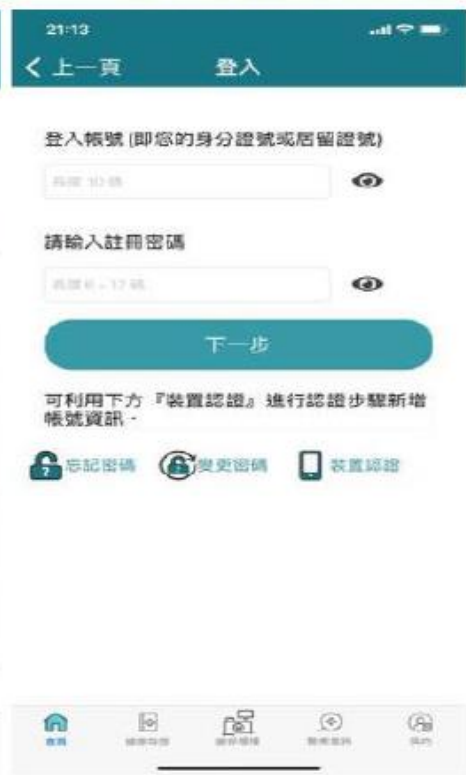 21:13
上一頁
登入
登入帳號 (即您的身分證號或居留證號)
長度 10 碼
請輸入註冊密碼
下一步
可利用下方『裝置認證』進行認證步驟新增
帳號資訊。
忘記密碼
變更密碼
裝置認證
首頁